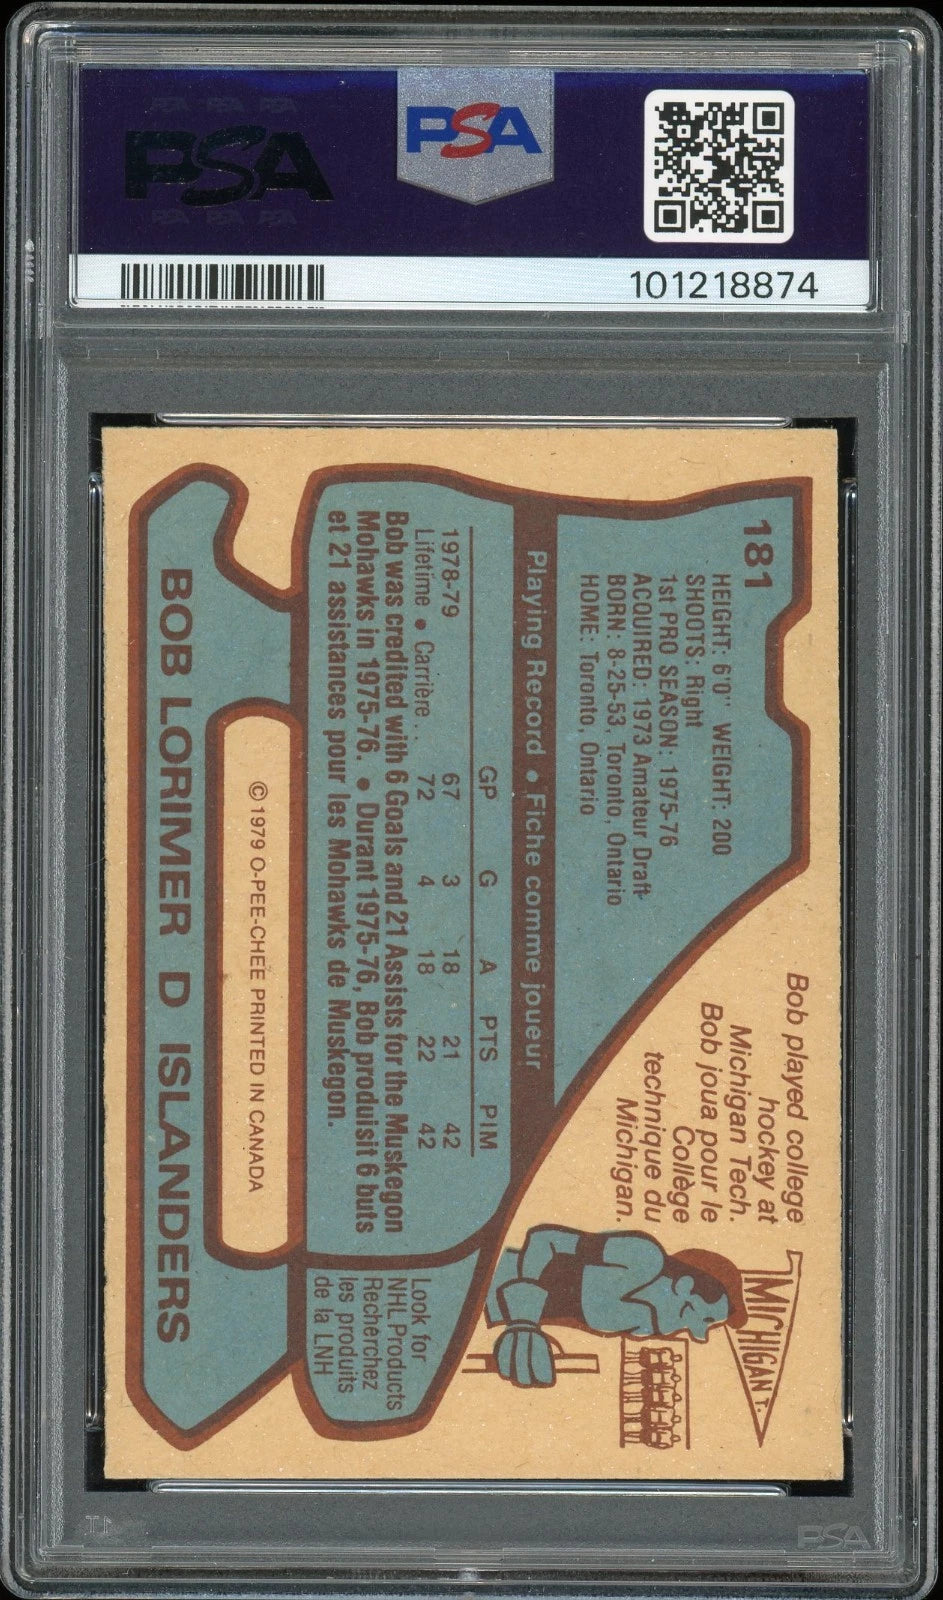 PSA
PSA
101218874
181
HEIGHT: 6'0" WEIGHT: 200
SHOOTS: Right
1st PRO SEASON: 1975-76
ACQUIRED: 1973 Amateur Draft
BORN: 8-25-53, Toronto, Ontario
HOME: Toronto, Ontario
Bob played college
hockey at
Michigan Tech.
Bob joua pour le
Collège
technique du
Michigan.
MICHIGAN T.
Playing Record • Fiche comme joueur
GP G A PTS PIM
1978-79 67 3 18 21 42
Lifetime • Carrière . . 72 4 18 22 42
Bob was credited with 6 Goals and 21 Assists for the Muskegon
Mohawks in 1975-76. • Durant 1975-76, Bob produisit 6 buts
et 21 assistances pour les Mohawks de Muskegon.
Look for
NHL Products
Recherchez
les produits
de la LNH
© 1979 O-PEE-CHEE PRINTED IN CANADA
BOB LORIMER D ISLANDERS
PSA